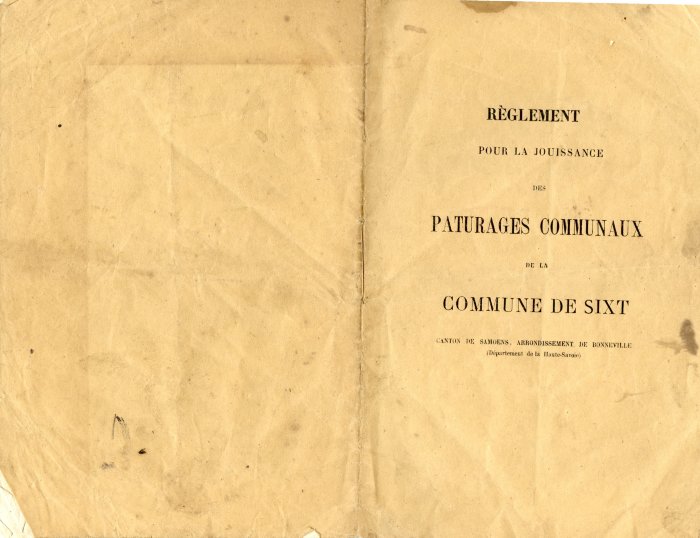 RÈGLEMENT
POUR LA JOUISSANCE
DES
PATURAGES COMMUNAUX
DE LA
COMMUNE DE SIXT
CANTON DE SAMOENS, ARRONDISSEMENT DE BONNEVILLE
(Département de la Haute-Savoie)